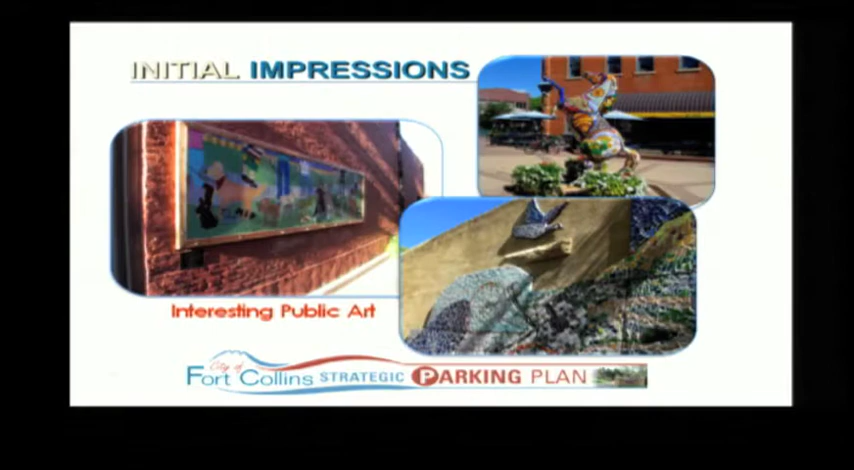 INITIAL IMPRESSIONS
Interesting Public Art
City of
Fort Collins STRATEGIC PARKING PLAN